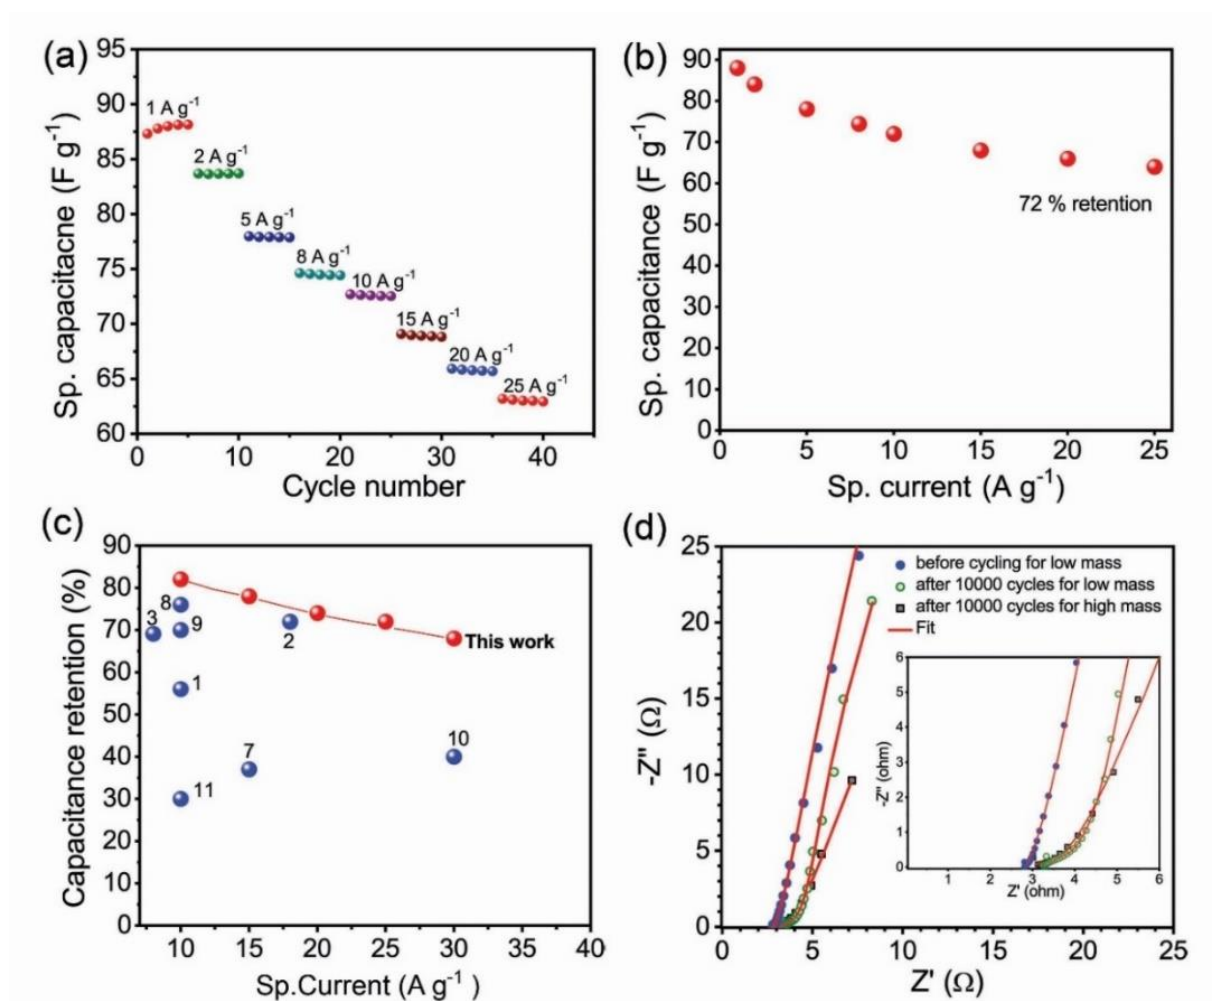 (a)
Sp. capacitacne (F g⁻¹)
95
90
85
80
75
70
65
60
1 A g⁻¹
2 A g⁻¹
5 A g⁻¹
8 A g⁻¹
10 A g⁻¹
15 A g⁻¹
20 A g⁻¹
25 A g⁻¹
0 10 20 30 40
Cycle number
(b)
Sp. capacitance (F g⁻¹)
90
80
70
60
50
40
30
20
10
0
72 % retention
0 5 10 15 20 25
Sp. current (A g⁻¹)
(c)
Capacitance retention (%)
90
80
70
60
50
40
30
20
10
0
8
3
9
2
This work
1
7
10
11
10 15 20 25 30 35 40
Sp.Current (A g⁻¹ )
(d)
-Z" (Ω)
25
20
15
10
5
0
before cycling for low mass
after 10000 cycles for low mass
after 10000 cycles for high mass
Fit
-Z" (ohm)
6
5
4
3
2
1
0
1 2 3 4 5 6
Z' (ohm)
0 5 10 15 20 25
Z' (Ω)